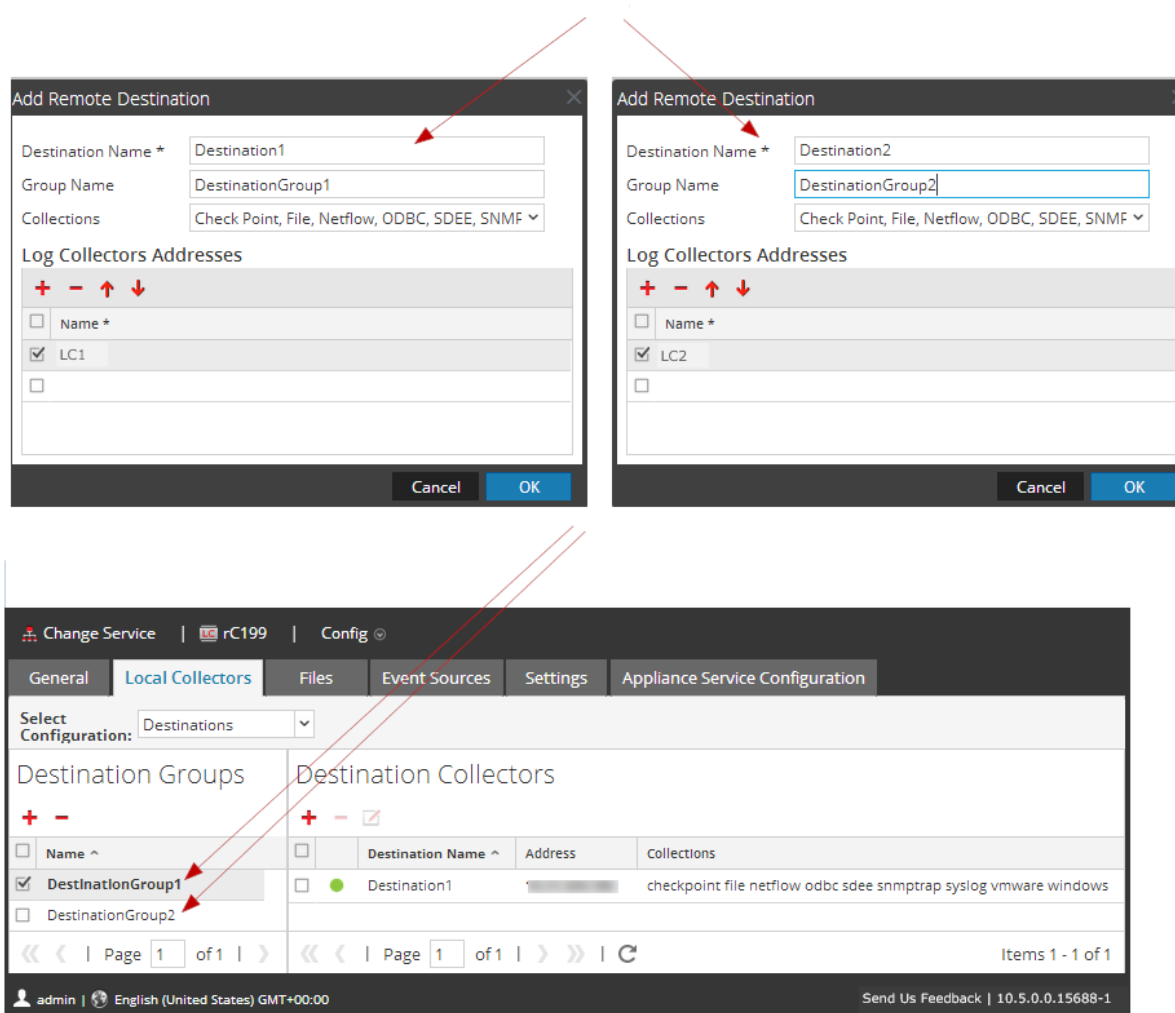 Add Remote Destination
Destination Name * Destination1
Group Name DestinationGroup1
Collections Check Point, File, Netflow, ODBC, SDEE, SNMF
Log Collectors Addresses
Name *
LC1
Cancel OK
Add Remote Destination
Destination Name * Destination2
Group Name DestinationGroup2
Collections Check Point, File, Netflow, ODBC, SDEE, SNMF
Log Collectors Addresses
Name *
LC2
Cancel OK
Change Service | LC rC199 | Config
General Local Collectors Files Event Sources Settings Appliance Service Configuration
Select Configuration: Destinations
Destination Groups
Name
DestinationGroup1
DestinationGroup2
Page 1 of 1
Destination Collectors
Destination Name Address Collections
Destination1 checkpoint file netflow odbc sdee snmptrap syslog vmware windows
Page 1 of 1 | Items 1 - 1 of 1
admin | English (United States) GMT+00:00
Send Us Feedback | 10.5.0.0.15688-1